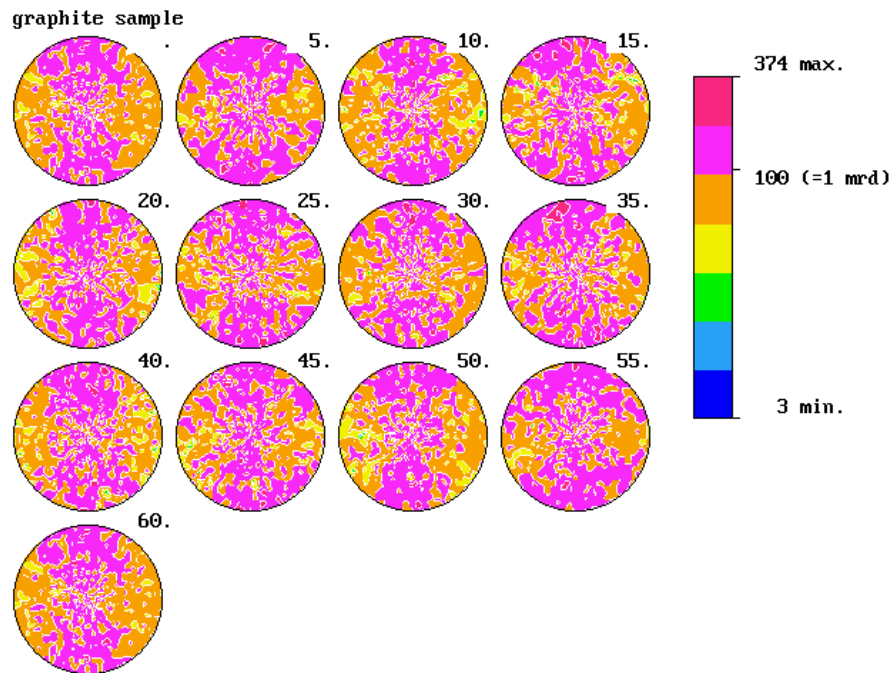 graphite sample
. 5. 10. 15.
20. 25. 30. 35.
40. 45. 50. 55.
60.
374 max.
100 (=1 mrd)
3 min.